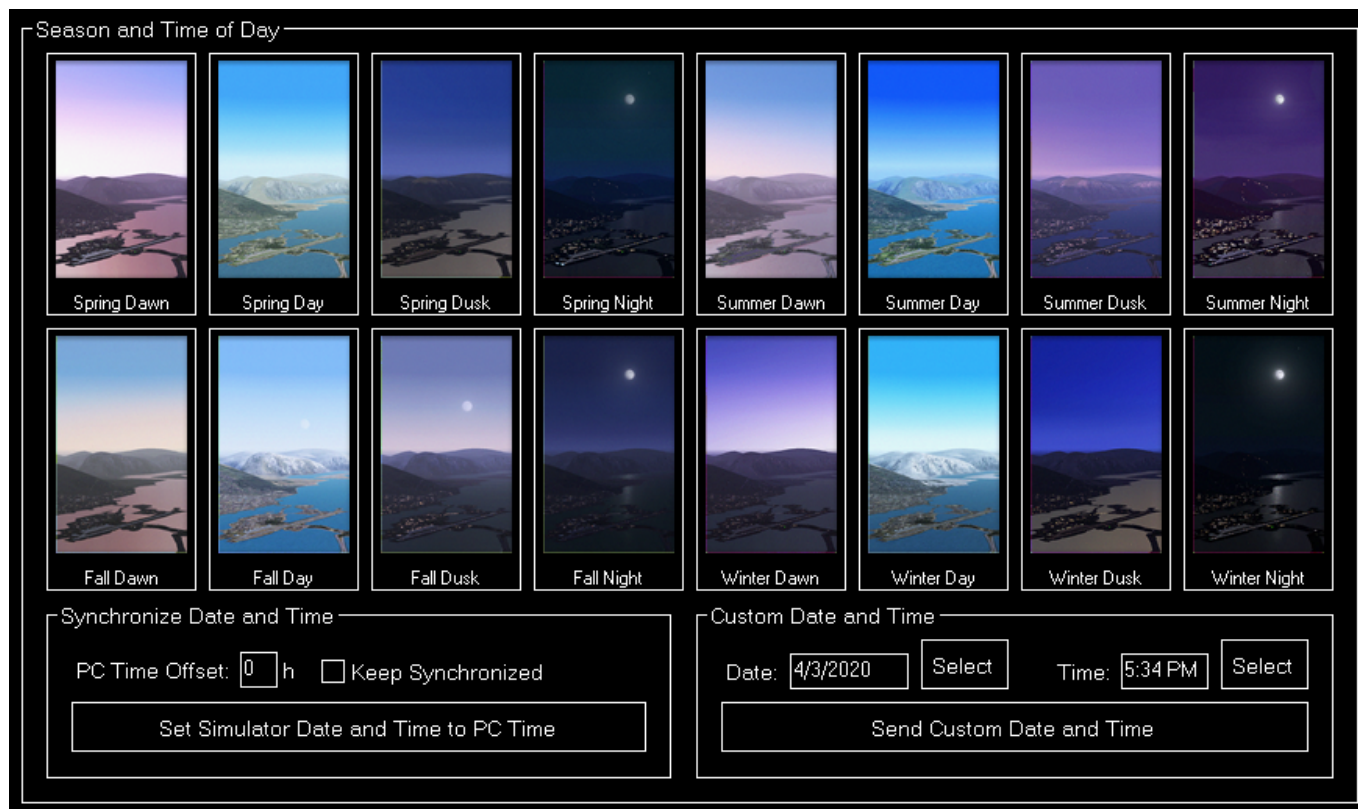 Season and Time of Day
Spring Dawn
Spring Day
Spring Dusk
Spring Night
Summer Dawn
Summer Day
Summer Dusk
Summer Night
Fall Dawn
Fall Day
Fall Dusk
Fall Night
Winter Dawn
Winter Day
Winter Dusk
Winter Night
Synchronize Date and Time
PC Time Offset: 0 h Keep Synchronized
Set Simulator Date and Time to PC Time
Custom Date and Time
Date: 4/3/2020 Select Time: 5:34 PM Select
Send Custom Date and Time